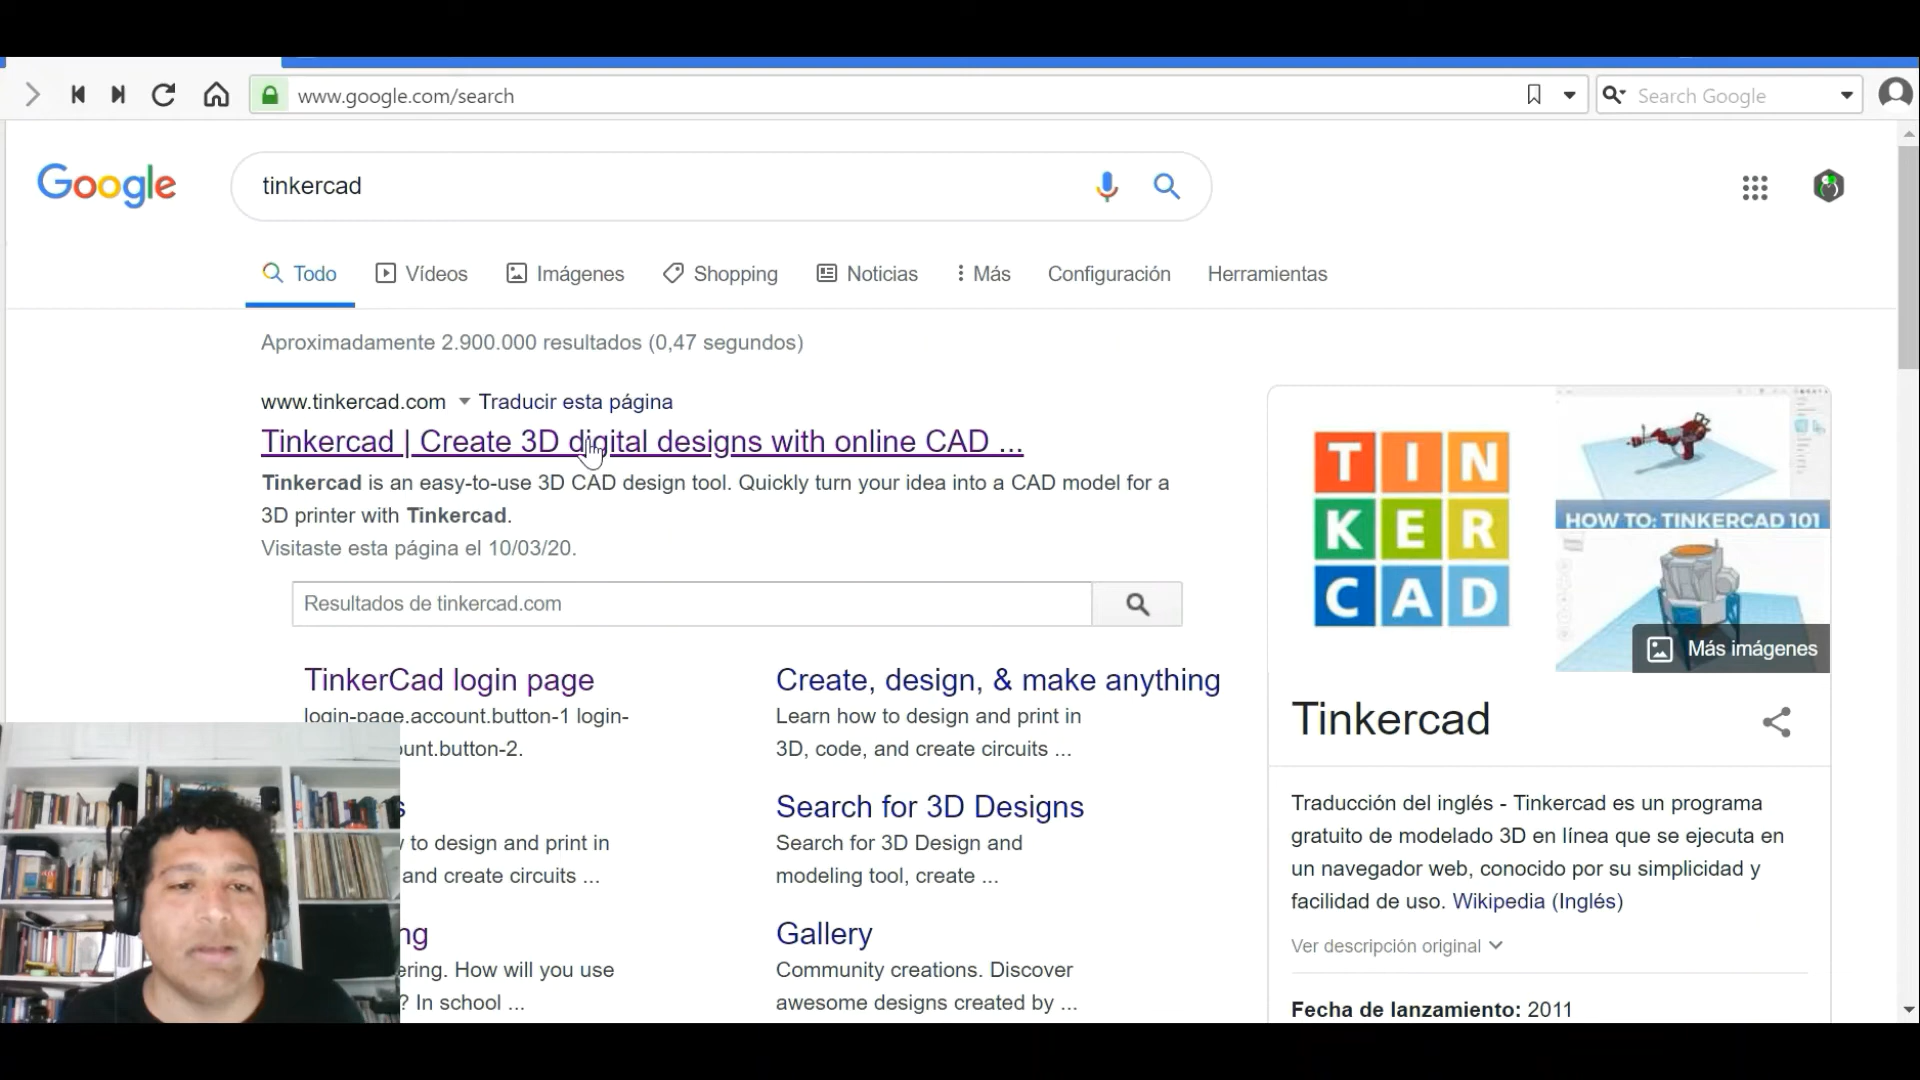 www.google.com/search
Search Google
Google
tinkercad
Todo
Vídeos
Imágenes
Shopping
Noticias
Más
Configuración
Herramientas
Aproximadamente 2.900.000 resultados (0,47 segundos)
www.tinkercad.com Traducir esta página
Tinkercad | Create 3D digital designs with online CAD ...
Tinkercad is an easy-to-use 3D CAD design tool. Quickly turn your idea into a CAD model for a
3D printer with Tinkercad.
Visitaste esta página el 10/03/20.
Resultados de tinkercad.com
TinkerCad login page
login-page.account.button-1 login-
ount.button-2.
s
to design and print in
and create circuits ...
ng
ering. How will you use
? In school ...
Create, design, & make anything
Learn how to design and print in
3D, code, and create circuits ...
Search for 3D Designs
Search for 3D Design and
modeling tool, create ...
Gallery
Community creations. Discover
awesome designs created by ...
TIN
KER
CAD
HOW TO: TINKERCAD 101
Más imágenes
Tinkercad
Traducción del inglés - Tinkercad es un programa
gratuito de modelado 3D en línea que se ejecuta en
un navegador web, conocido por su simplicidad y
facilidad de uso. Wikipedia (Inglés)
Ver descripción original
Fecha de lanzamiento: 2011